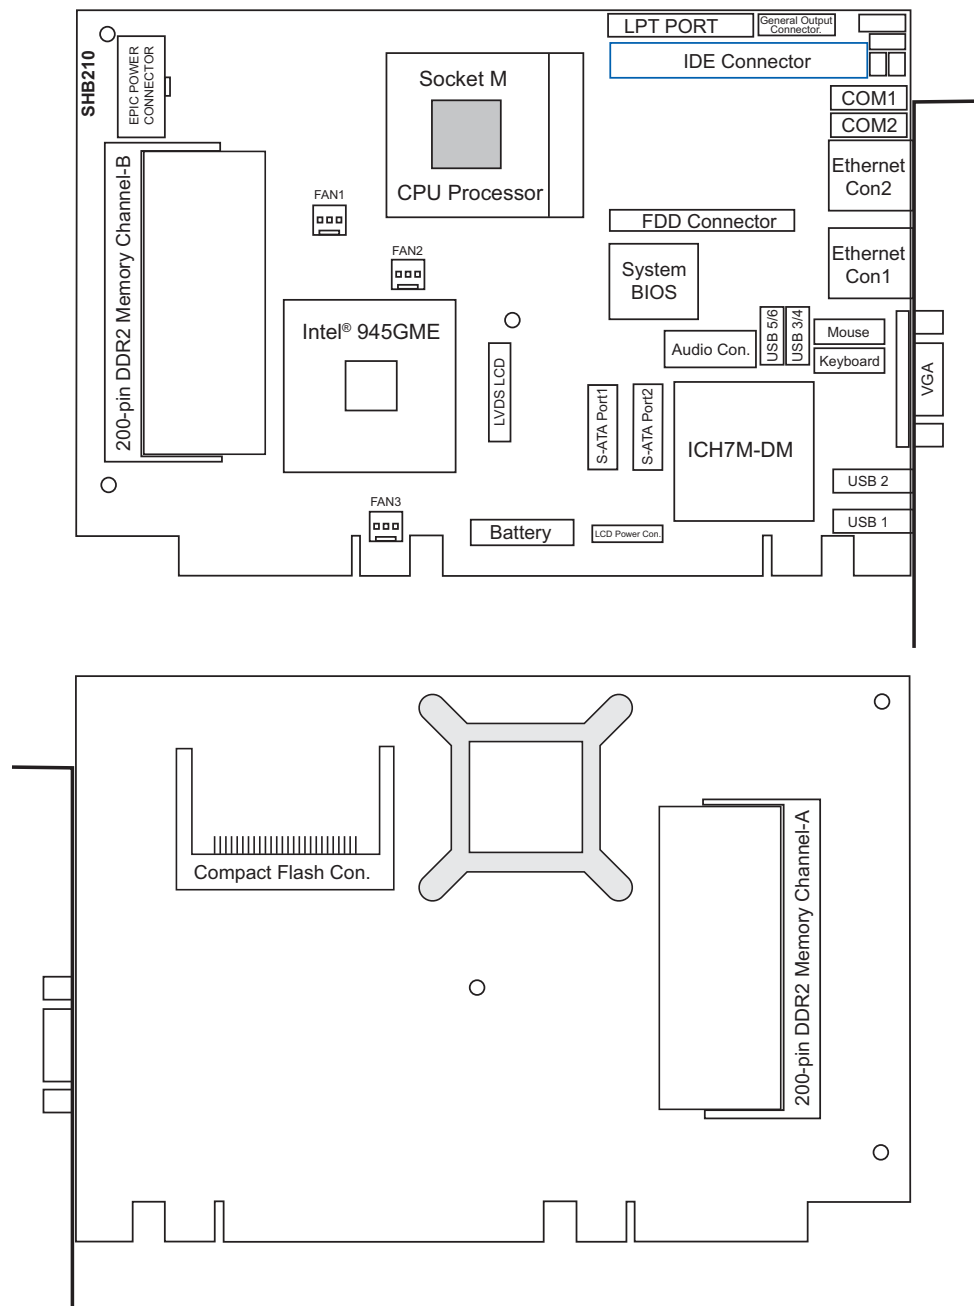 SHB210
EPIC POWER
CONNECTOR
Socket M
CPU Processor
LPT PORT
General Output
Connector.
IDE Connector
COM1
COM2
Ethernet
Con2
200-pin DDR2 Memory Channel-B
FAN1
FDD Connector
FAN2
System
BIOS
Ethernet
Con1
Intel® 945GME
LVDS LCD
Audio Con.
USB 5/6
USB 3/4
Mouse
Keyboard
VGA
S-ATA Port1
S-ATA Port2
ICH7M-DM
USB 2
FAN3
Battery
LCD Power Con.
USB 1
Compact Flash Con.
200-pin DDR2 Memory Channel-A